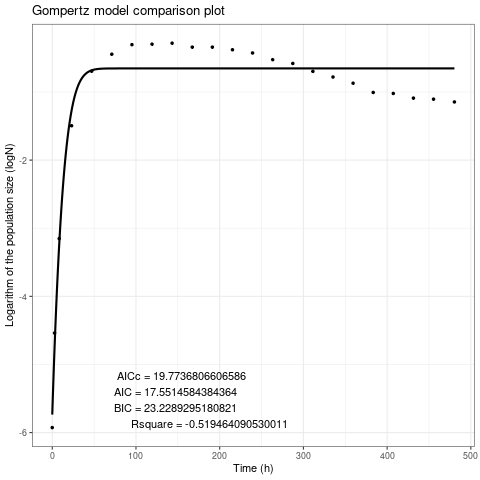 Gompertz model comparison plot
Logarithm of the population size (logN)
-2
-4
-6
AICc = 19.7736806606586
AIC = 17.5514584384364
BIC = 23.2289295180821
Rsquare = -0.519464090530011
0 100 200 300 400 500
Time (h)